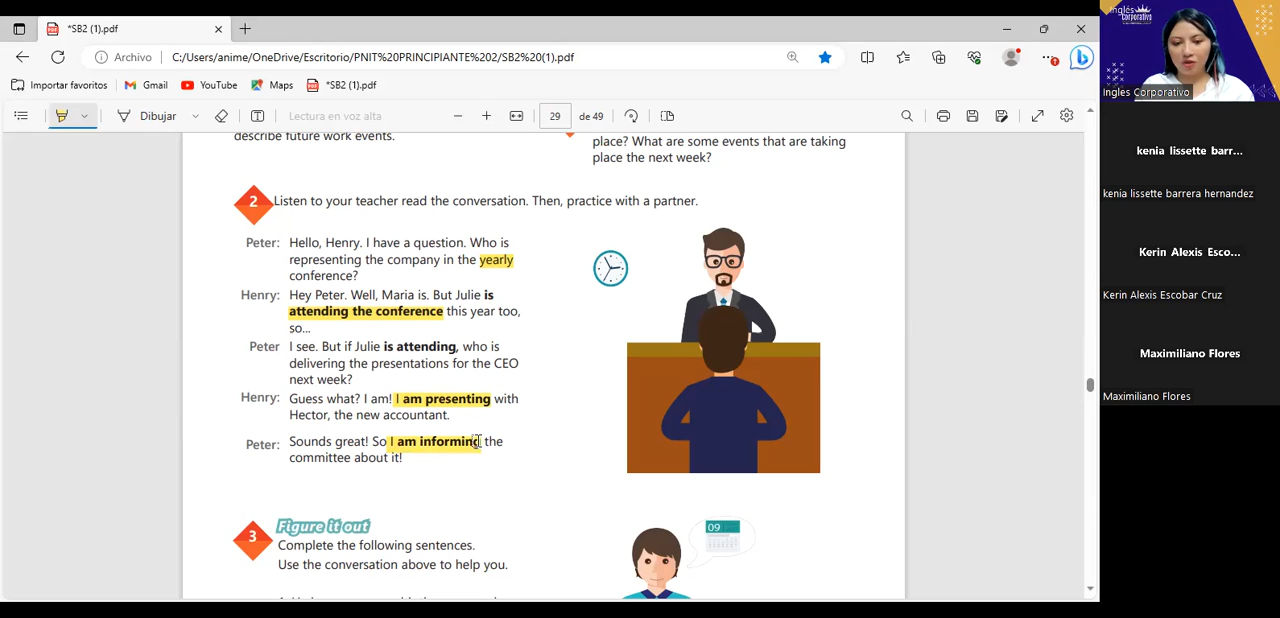 *SB2 (1).pdf
Archivo
C:/Users/anime/OneDrive/Escritorio/PNIT%20PRINCIPIANTE%202/SB2%20(1).pdf
Importar favoritos
Gmail
YouTube
Maps
*SB2 (1).pdf
Dibujar
Lectura en voz alta
29
de 49
describe future work events.
place? What are some events that are taking
place the next week?
2
Listen to your teacher read the conversation. Then, practice with a partner.
Peter: Hello, Henry. I have a question. Who is
representing the company in the yearly
conference?
Henry: Hey Peter. Well, Maria is. But Julie is
attending the conference this year too,
so...
Peter I see. But if Julie is attending, who is
delivering the presentations for the CEO
next week?
Henry: Guess what? I am! I am presenting with
Hector, the new accountant.
Peter: Sounds great! So I am informing the
committee about it!
3
Figure it out
Complete the following sentences.
Use the conversation above to help you.
09
Inglés
Corporativo
Ingles Corporativo
kenia lissette barr...
kenia lissette barrera hernandez
Kerin Alexis Esco...
Kerin Alexis Escobar Cruz
Maximiliano Flores
Maximiliano Flores